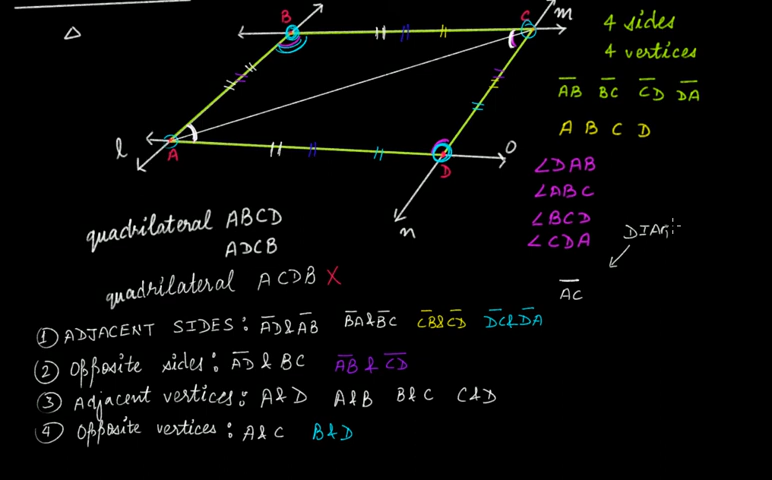 △
B
C
m
l
A
D
O
n
4 sides
4 vertices
AB BC CD DA
A B C D
∠DAB
∠ABC
∠BCD
∠CDA
DIAG
AC
quadrilateral ABCD
ADCB
quadrilateral ACDB X
① ADJACENT SIDES: AD & AB BA & BC CB & CD DC & DA
② Opposite sides: AD & BC AB & CD
③ Adjacent vertices: A & D A & B B & C C & D
④ Opposite vertices: A & C B & D